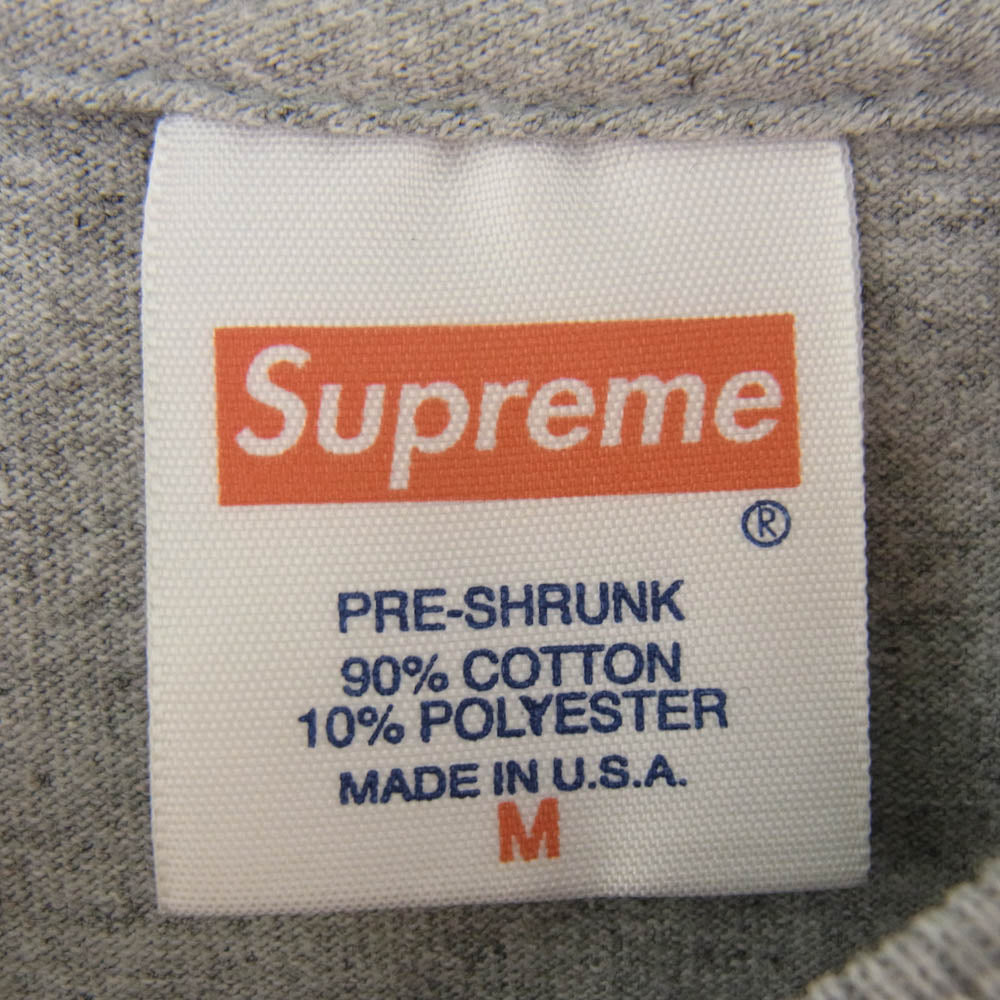 Supreme
®
PRE-SHRUNK
90% COTTON
10% POLYESTER
MADE IN U.S.A.
M